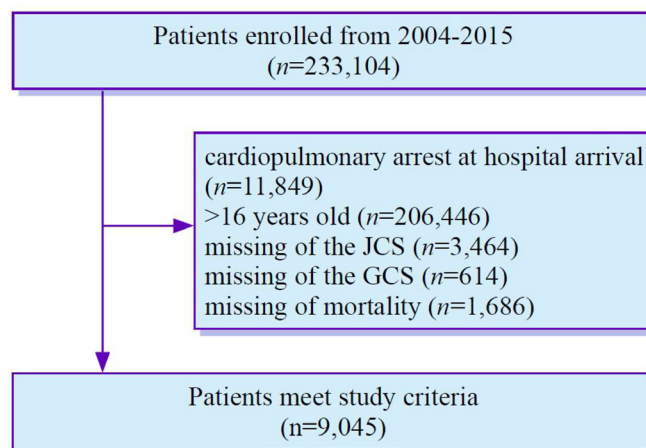 Patients enrolled from 2004-2015
(n=233,104)
cardiopulmonary arrest at hospital arrival
(n=11,849)
>16 years old (n=206,446)
missing of the JCS (n=3,464)
missing of the GCS (n=614)
missing of mortality (n=1,686)
Patients meet study criteria
(n=9,045)